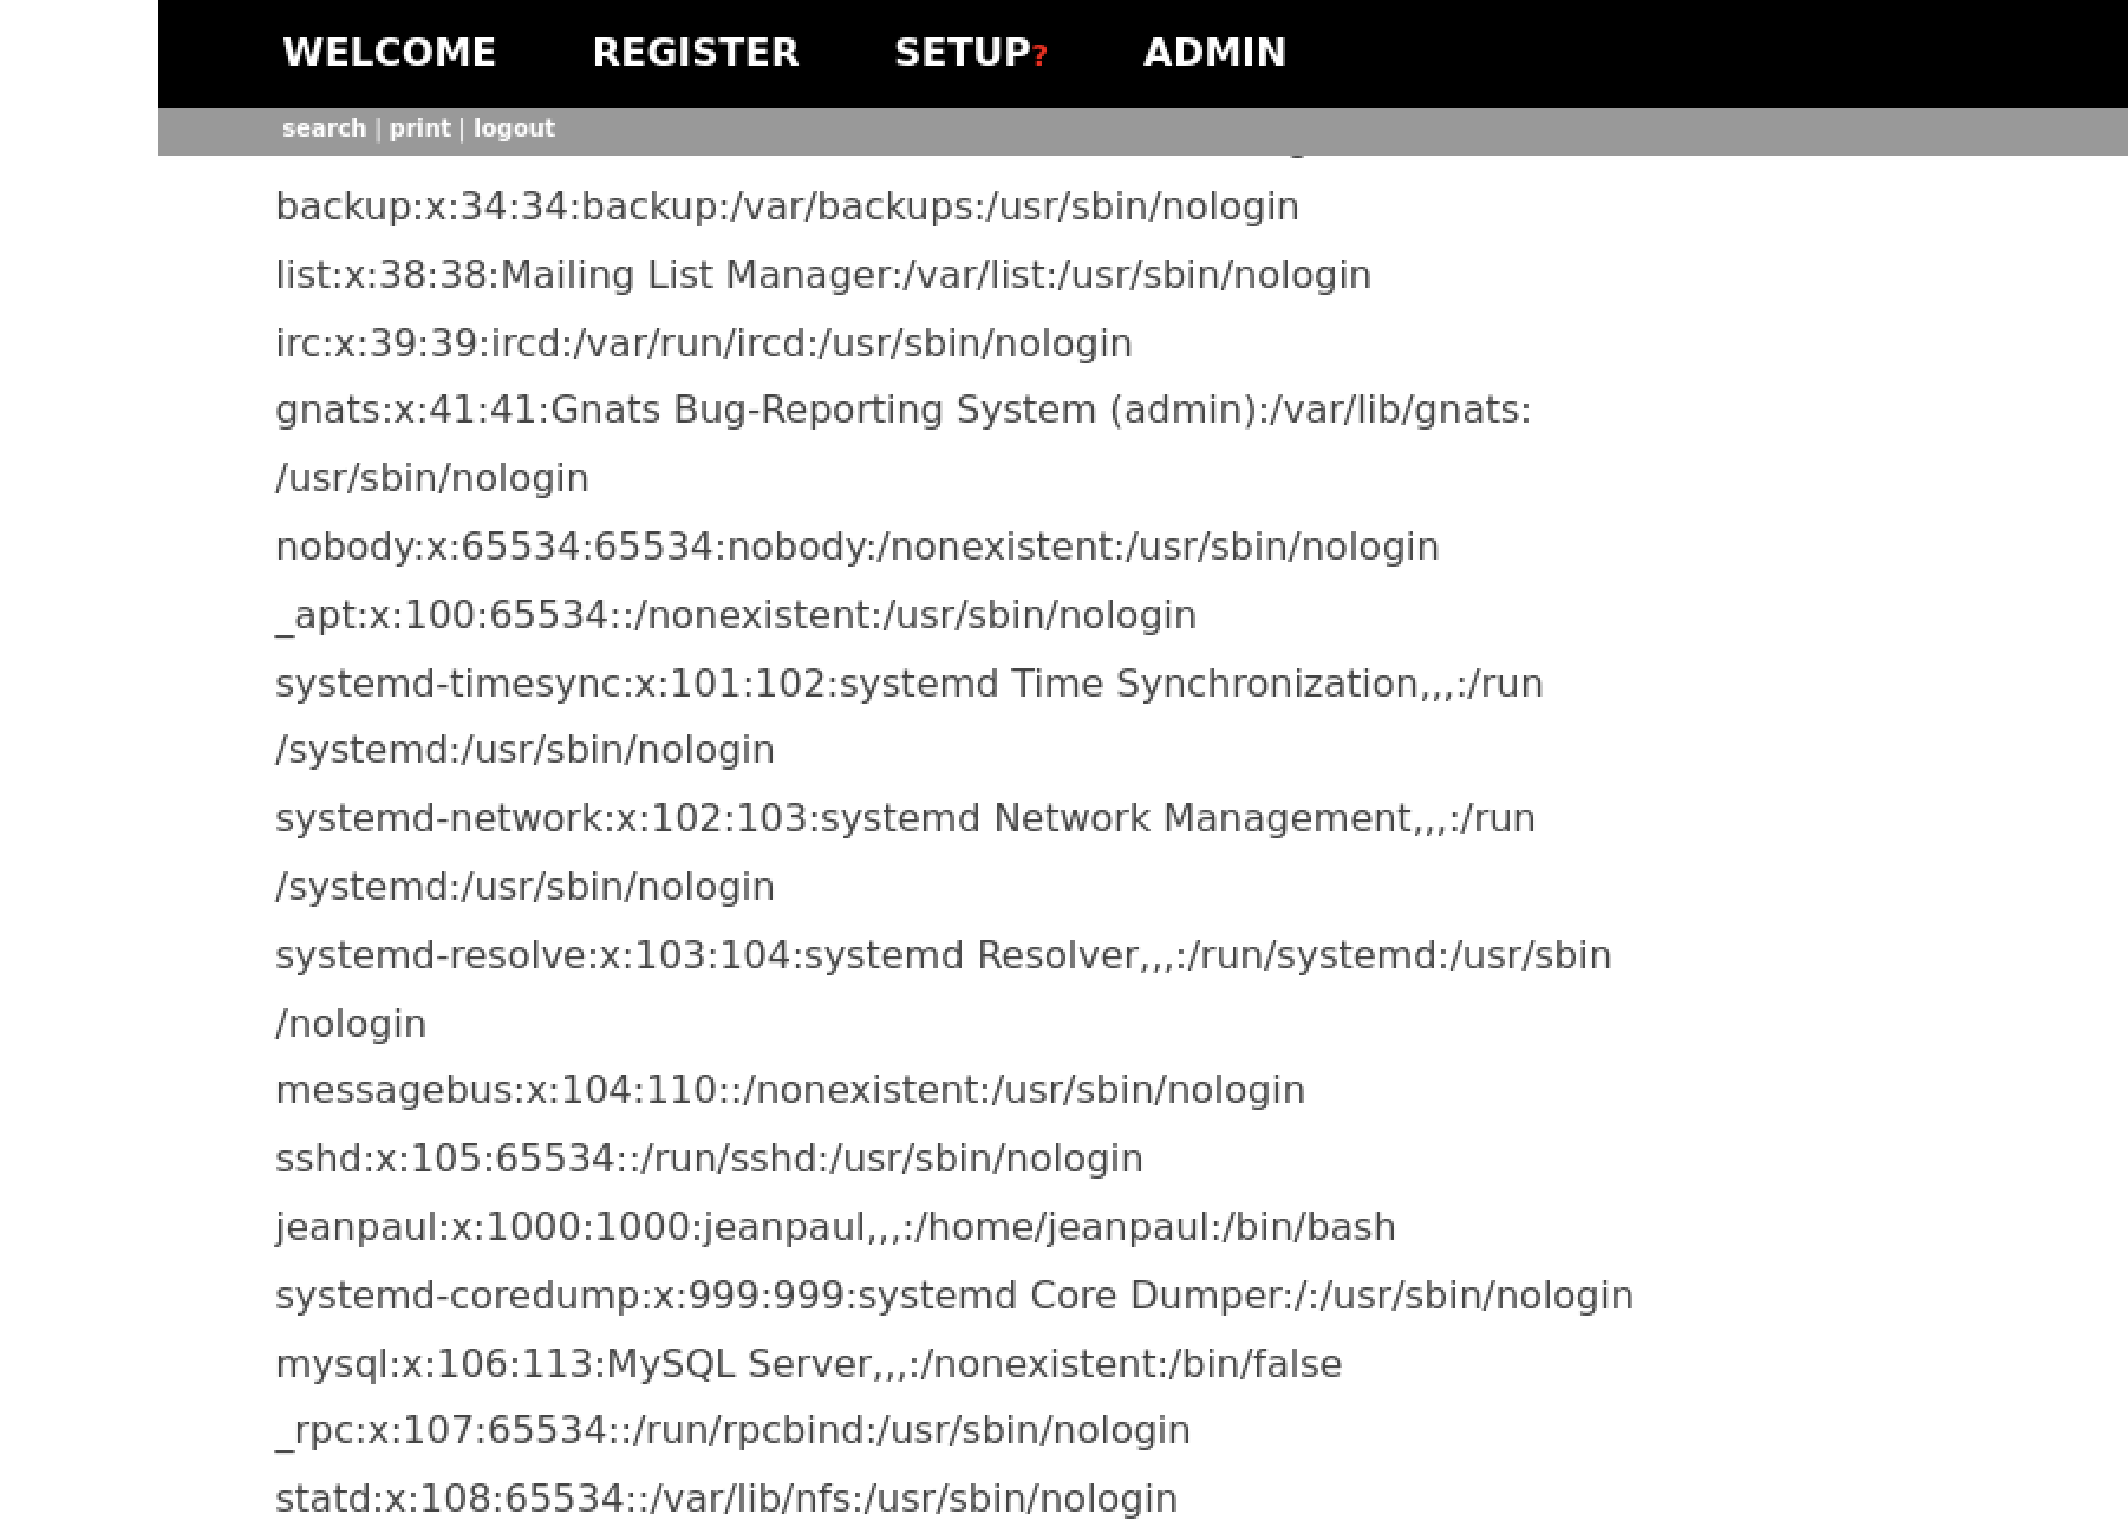 WELCOME REGISTER SETUP? ADMIN
search | print | logout
backup:x:34:34:backup:/var/backups:/usr/sbin/nologin
list:x:38:38:Mailing List Manager:/var/list:/usr/sbin/nologin
irc:x:39:39:ircd:/var/run/ircd:/usr/sbin/nologin
gnats:x:41:41:Gnats Bug-Reporting System (admin):/var/lib/gnats:
/usr/sbin/nologin
nobody:x:65534:65534:nobody:/nonexistent:/usr/sbin/nologin
_apt:x:100:65534::/nonexistent:/usr/sbin/nologin
systemd-timesync:x:101:102:systemd Time Synchronization,,,:/run
/systemd:/usr/sbin/nologin
systemd-network:x:102:103:systemd Network Management,,,:/run
/systemd:/usr/sbin/nologin
systemd-resolve:x:103:104:systemd Resolver,,,:/run/systemd:/usr/sbin
/nologin
messagebus:x:104:110::/nonexistent:/usr/sbin/nologin
sshd:x:105:65534::/run/sshd:/usr/sbin/nologin
jeanpaul:x:1000:1000:jeanpaul,,,:/home/jeanpaul:/bin/bash
systemd-coredump:x:999:999:systemd Core Dumper:/:/usr/sbin/nologin
mysql:x:106:113:MySQL Server,,,:/nonexistent:/bin/false
_rpc:x:107:65534::/run/rpcbind:/usr/sbin/nologin
statd:x:108:65534::/var/lib/nfs:/usr/sbin/nologin